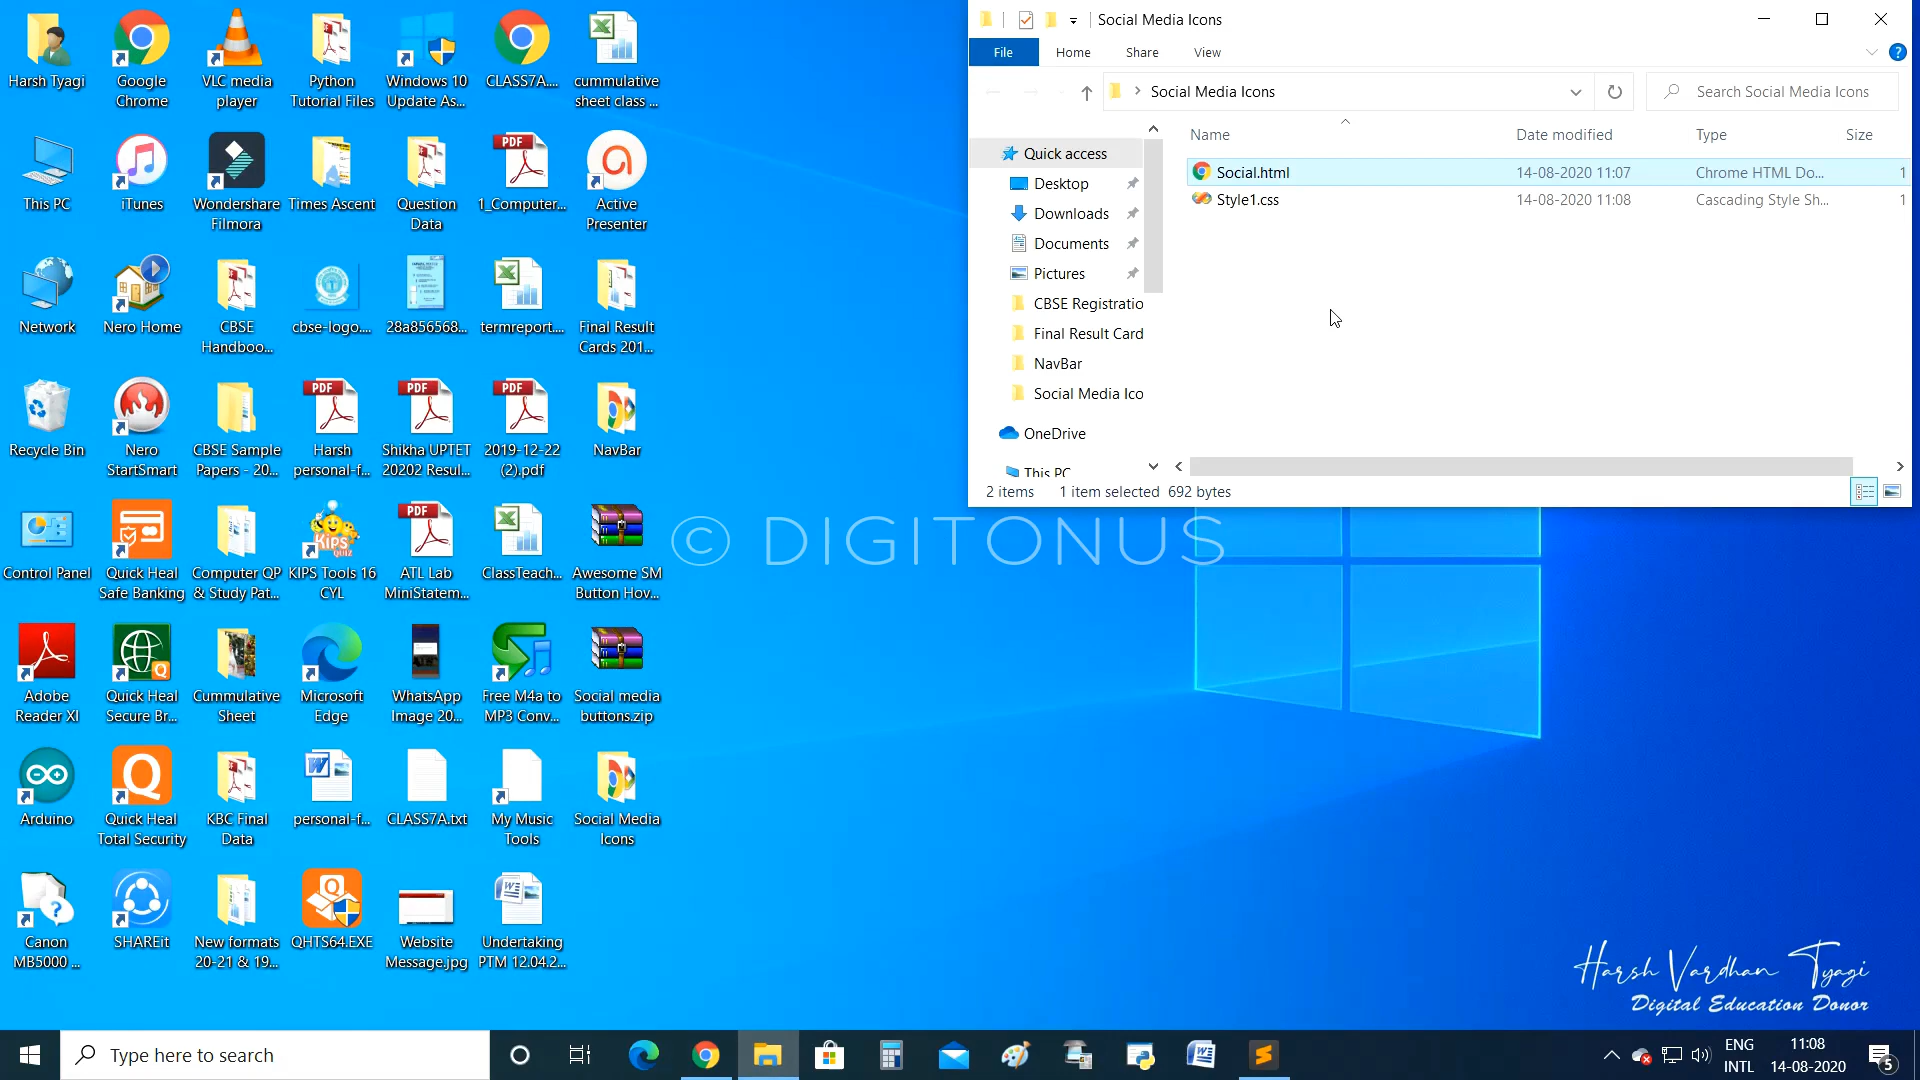 Harsh Tyagi
Google Chrome
VLC media player
Python Tutorial Files
Windows 10 Update As...
CLASS7A....
cummulative sheet class ...
This PC
iTunes
Wondershare Filmora
Times Ascent
Question Data
1_Computer...
Active Presenter
Network
Nero Home
CBSE Handboo...
cbse-logo....
28a856568...
termreport....
Final Result Cards 201...
Recycle Bin
Nero StartSmart
CBSE Sample Papers - 20...
Harsh personal-f...
Shikha UPTET 20202 Resul...
2019-12-22 (2).pdf
NavBar
Control Panel
Quick Heal Safe Banking
Computer QP & Study Pat...
KIPS Tools 16 CYL
ATL Lab MiniStatem...
ClassTeach...
Awesome SM Button Hov...
Adobe Reader XI
Quick Heal Secure Br...
Cummulative Sheet
Microsoft Edge
WhatsApp Image 20...
Free M4a to MP3 Conv...
Social media buttons.zip
Arduino
Quick Heal Total Security
KBC Final Data
personal-f...
CLASS7A.txt
My Music Tools
Social Media Icons
Canon MB5000 ...
SHAREit
New formats 20-21 & 19...
QHTS64.EXE
Website Message.jpg
Undertaking PTM 12.04.2...
Social Media Icons
File Home Share View
Social Media Icons
Search Social Media Icons
Name Date modified Type Size
Quick access
Desktop
Downloads
Documents
Pictures
CBSE Registratio
Final Result Card
NavBar
Social Media Ico
OneDrive
This PC
Social.html 14-08-2020 11:07 Chrome HTML Do... 1
Style1.css 14-08-2020 11:08 Cascading Style Sh... 1
2 items 1 item selected 692 bytes
© DIGITONUS
Harsh Vardhan Tyagi
Digital Education Donor
Type here to search
ENG
INTL
11:08
14-08-2020
5